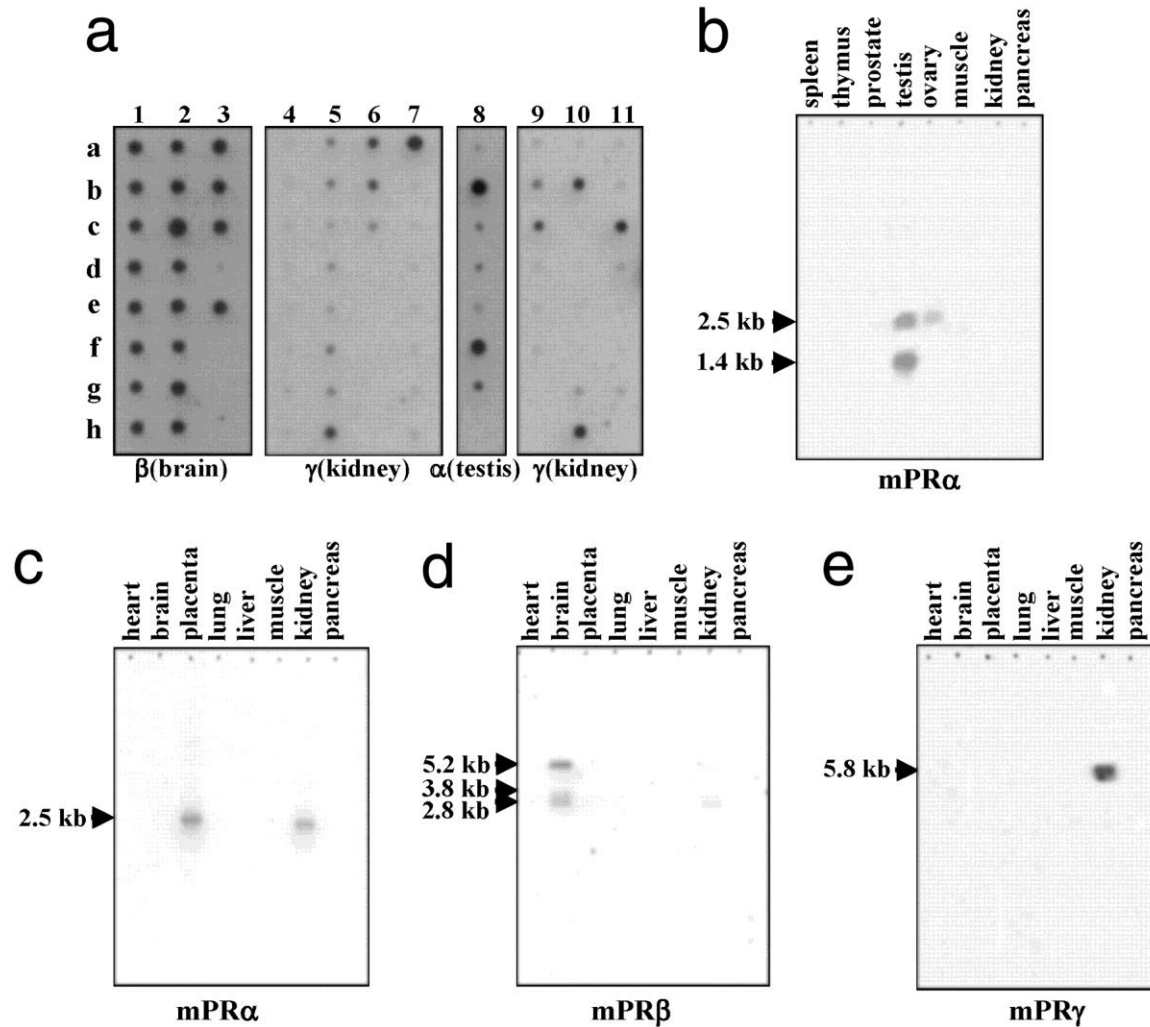 a
1 2 3 4 5 6 7 8 9 10 11
a
b
c
d
e
f
g
h
β(brain) γ(kidney) α(testis) γ(kidney)
b
spleen
thymus
prostate
testis
ovary
muscle
kidney
pancreas
2.5 kb
1.4 kb
mPRα
c
heart
brain
placenta
lung
liver
muscle
kidney
pancreas
2.5 kb
mPRα
d
heart
brain
placenta
lung
liver
muscle
kidney
pancreas
5.2 kb
3.8 kb
2.8 kb
mPRβ
e
heart
brain
placenta
lung
liver
muscle
kidney
pancreas
5.8 kb
mPRγ